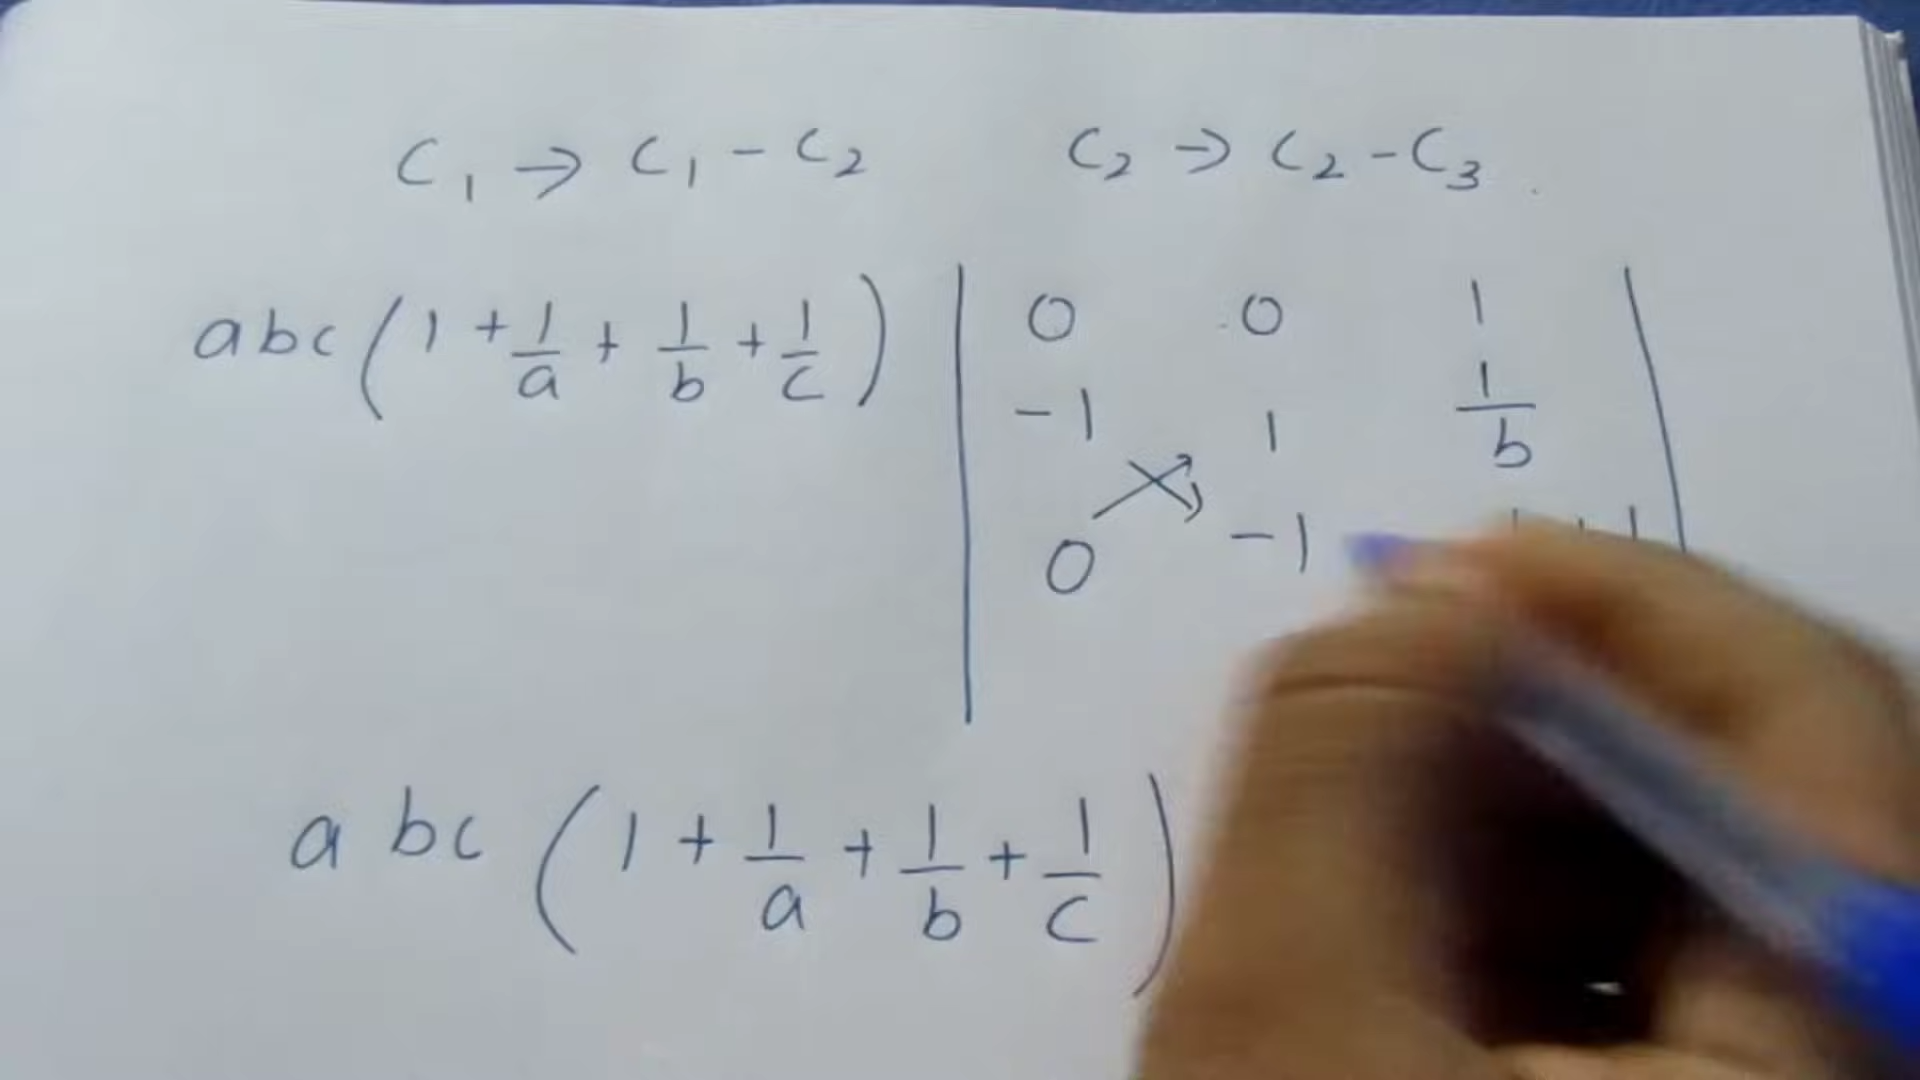 C₁ → C₁ - C₂ C₂ → C₂ - C₃
abc (1 + 1/a + 1/b + 1/c) | 0 0 1 |
-1 1 1/b
0 -1
abc (1 + 1/a + 1/b + 1/c)